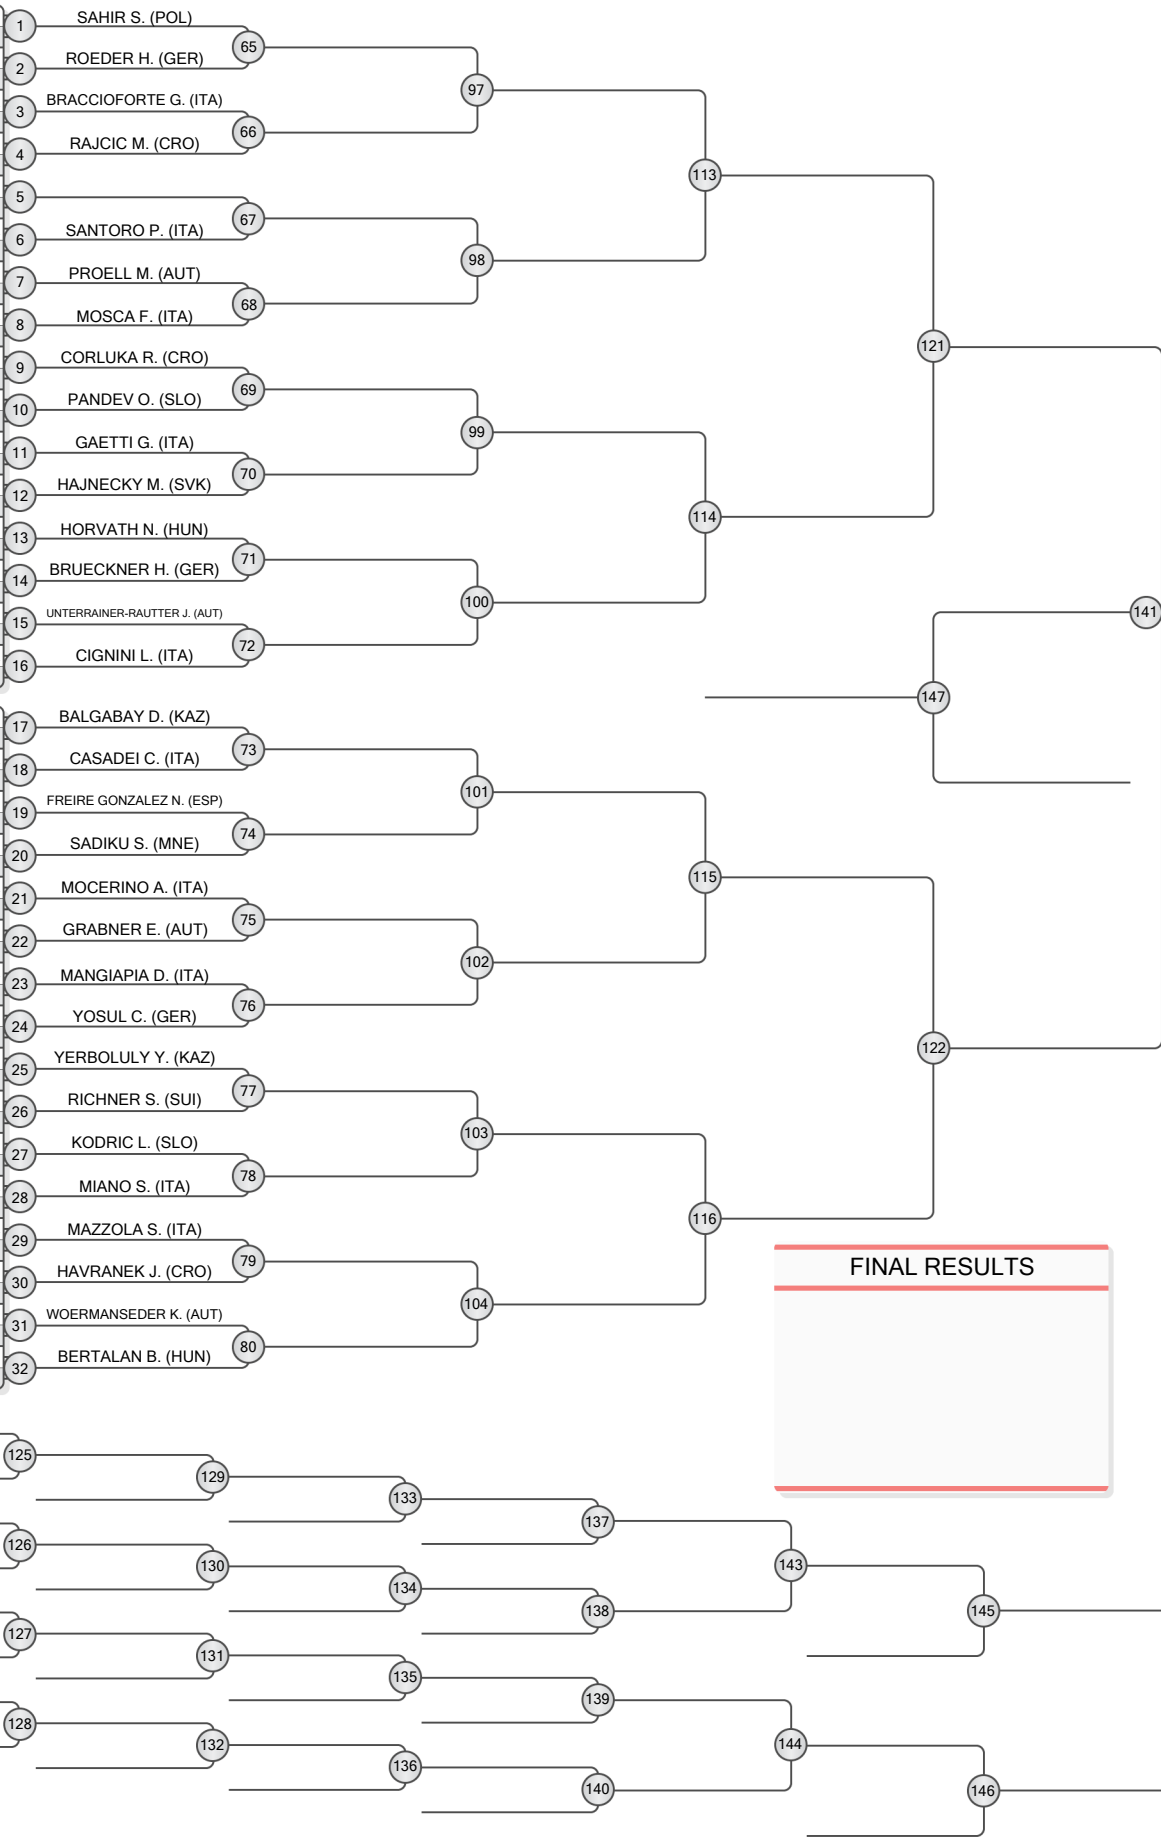 1
SAHIR S. (POL)
65
2
ROEDER H. (GER)
97
3
BRACCIOFORTE G. (ITA)
66
4
RAJCIC M. (CRO)
113
5
67
6
SANTORO P. (ITA)
98
7
PROELL M. (AUT)
68
8
MOSCA F. (ITA)
121
9
CORLUKA R. (CRO)
69
10
PANDEV O. (SLO)
99
11
GAETTI G. (ITA)
70
12
HAJNECKY M. (SVK)
114
13
HORVATH N. (HUN)
71
14
BRUECKNER H. (GER)
100
141
15
UNTERRAINER-RAUTTER J. (AUT)
72
16
CIGNINI L. (ITA)
147
17
BALGABAY D. (KAZ)
73
18
CASADEI C. (ITA)
101
19
FREIRE GONZALEZ N. (ESP)
74
20
SADIKU S. (MNE)
115
21
MOCERINO A. (ITA)
75
22
GRABNER E. (AUT)
102
23
MANGIAPIA D. (ITA)
76
24
YOSUL C. (GER)
122
25
YERBOLULY Y. (KAZ)
77
26
RICHNER S. (SUI)
103
27
KODRIC L. (SLO)
78
28
MIANO S. (ITA)
116
29
MAZZOLA S. (ITA)
79
30
HAVRANEK J. (CRO)
104
31
WOERMANSEDER K. (AUT)
80
32
BERTALAN B. (HUN)
FINAL RESULTS
125
129
133
137
126
130
134
138
143
145
127
131
135
139
128
132
136
140
144
146